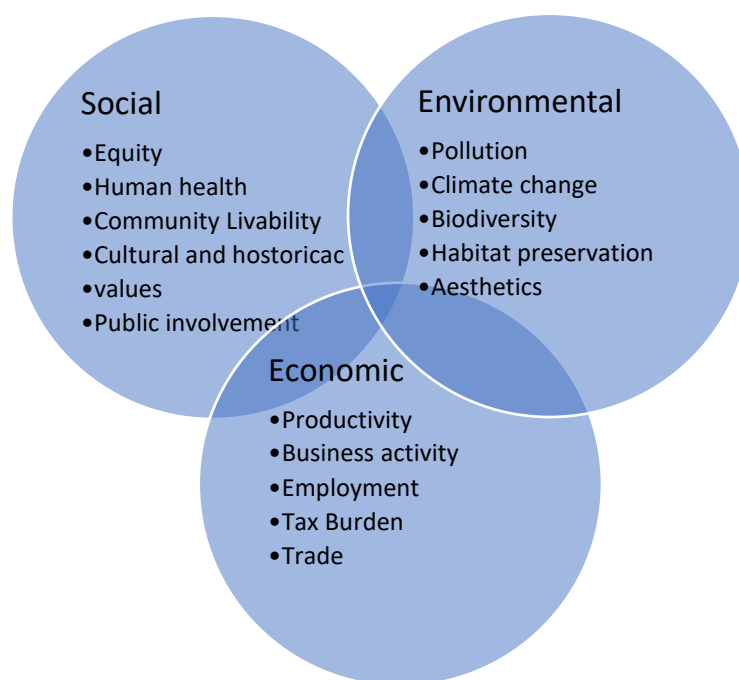 Social
•Equity
•Human health
•Community Livability
•Cultural and hostoricac
•values
•Public involvement
Environmental
•Pollution
•Climate change
•Biodiversity
•Habitat preservation
•Aesthetics
Economic
•Productivity
•Business activity
•Employment
•Tax Burden
•Trade